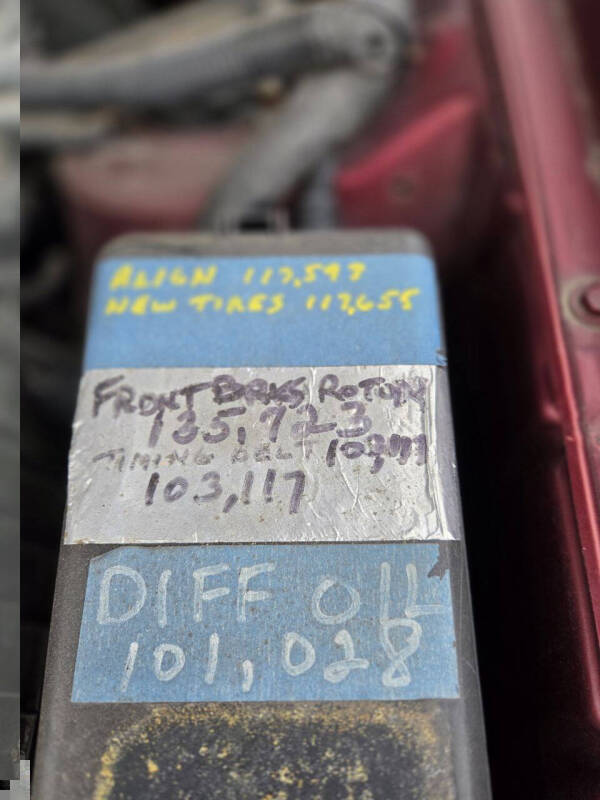 ALIGN 117,597
NEW TIRES 117,655
FRONT BRKS ROTORS
135,723
TIMING BELT
103,117
DIFF OIL
101,028